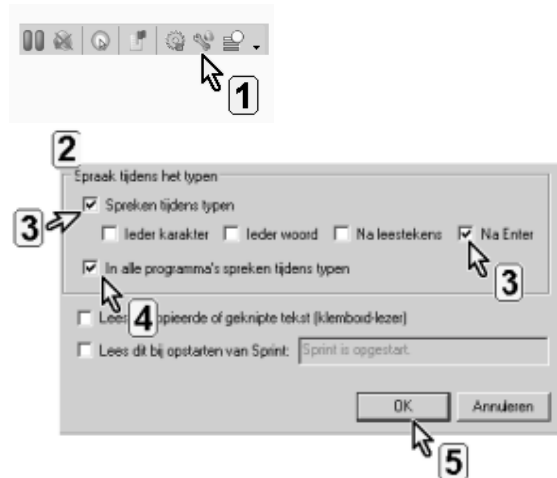 1
2
Spraak tijdens het typen
3 Spreken tijdens typen
Ieder karakter Ieder woord Na leestekens Na Enter
3
In alle programma's spreken tijdens typen
4
Lees opieerde of geknipte tekst (klembord-lezer)
Lees dit bij opstarten van Sprint: Sprint is opgestart.
OK Annuleren
5